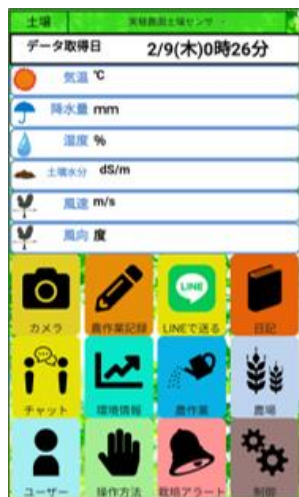 土壌 実験農園土壌センサ
データ取得日 2/9(木)0時26分
気温 ℃
降水量 mm
湿度 %
土壌水分 dS/m
風速 m/s
風向 度
LINE
カメラ 農作業記録 LINEで送る 日記
チャット 環境情報 農作業 農場
ユーザー 操作方法 栽培アラート 制御